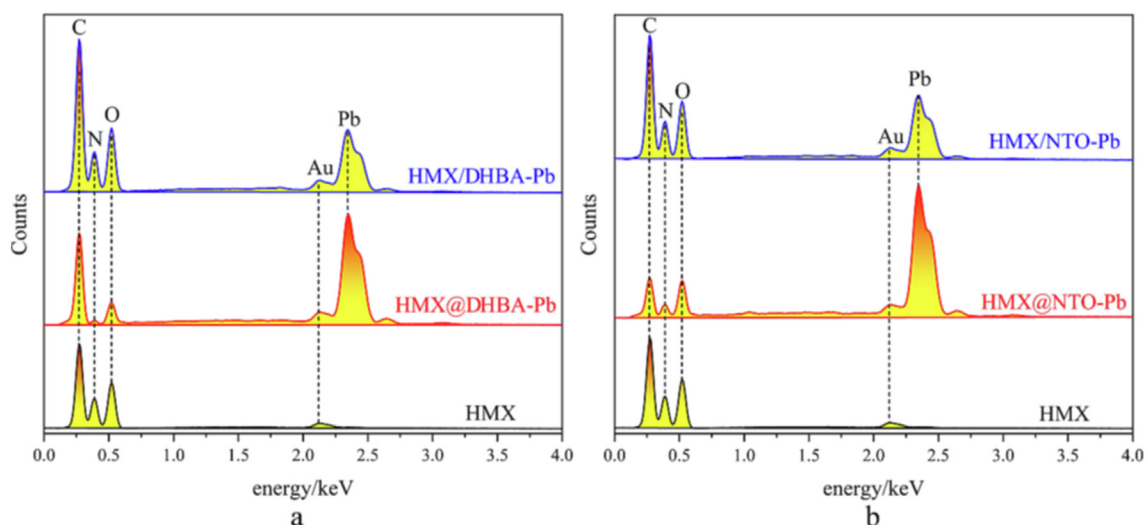 C
N
O
Au
Pb
HMX/DHBA-Pb
HMX@DHBA-Pb
HMX
Counts
0.0 0.5 1.0 1.5 2.0 2.5 3.0 3.5 4.0
energy/keV
a
C
N
O
Au
Pb
HMX/NTO-Pb
HMX@NTO-Pb
HMX
Counts
0.0 0.5 1.0 1.5 2.0 2.5 3.0 3.5 4.0
energy/keV
b